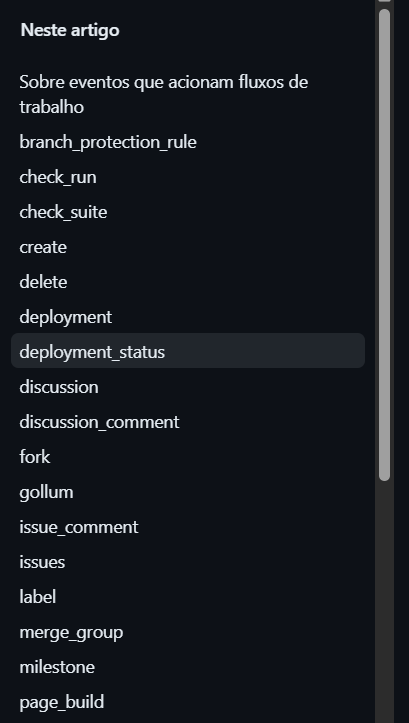 Neste artigo
Sobre eventos que acionam fluxos de
trabalho
branch_protection_rule
check_run
check_suite
create
delete
deployment
deployment_status
discussion
discussion_comment
fork
gollum
issue_comment
issues
label
merge_group
milestone
page_build